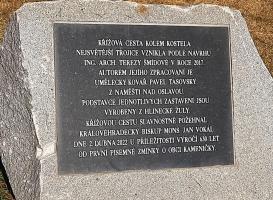 KŘÍŽOVÁ CESTA KOLEM KOSTELA
NEJSVĚTĚJŠÍ TROJICE VZNIKLA PODLE NÁVRHU
ING. ARCH. TEREZY ŠMÍDOVÉ V ROCE 2017.
AUTOREM JEJÍHO ZPRACOVÁNÍ JE
UMĚLECKÝ KOVÁŘ PAVEL TASOVSKÝ
Z NÁMĚŠTI NAD OSLAVOU.
PODSTAVCE JEDNOTLIVÝCH ZASTAVENÍ JSOU
VYROBENY Z HLINECKÉ ŽULY.
KŘÍŽOVOU CESTU SLAVNOSTNĚ POŽEHNAL
KRÁLOVÉHRADECKÝ BISKUP MONS. JAN VOKÁL
DNE 2. DUBNA 2022 U PŘÍLEŽITOSTI VÝROČÍ 650 LET
OD PRVNÍ PÍSEMNÉ ZMÍNKY O OBCI KAMENIČKY.